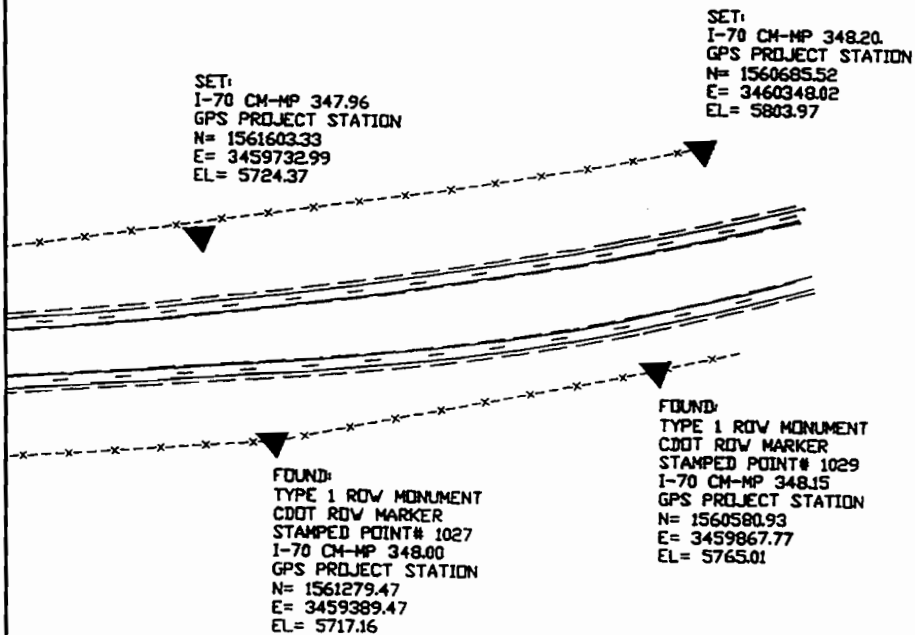 SET:
I-70 CM-MP 348.20.
GPS PROJECT STATION
N= 1560685.52
E= 3460348.02
EL= 5803.97
SET:
I-70 CM-MP 347.96
GPS PROJECT STATION
N= 1561603.33
E= 3459732.99
EL= 5724.37
FOUND:
TYPE 1 ROW MONUMENT
CDOT ROW MARKER
STAMPED POINT# 1029
I-70 CM-MP 348.15
GPS PROJECT STATION
N= 1560580.93
E= 3459867.77
EL= 5765.01
FOUND:
TYPE 1 ROW MONUMENT
CDOT ROW MARKER
STAMPED POINT# 1027
I-70 CM-MP 348.00
GPS PROJECT STATION
N= 1561279.47
E= 3459389.47
EL= 5717.16